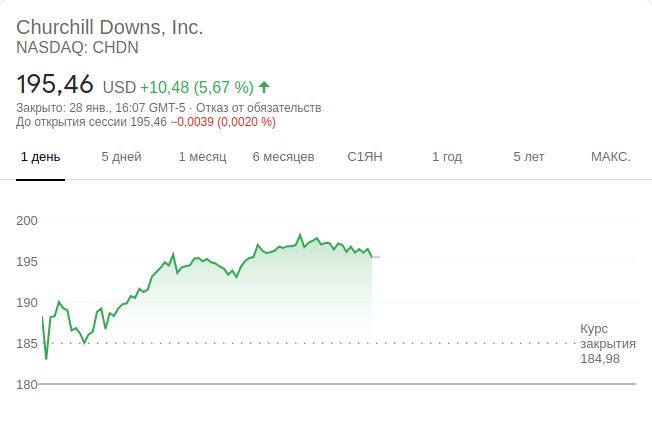 Churchill Downs, Inc.
NASDAQ: CHDN
195,46 USD +10,48 (5,67 %)
Закрыто: 28 янв., 16:07 GMT-5 · Отказ от обязательств
До открытия сессии 195,46 −0,0039 (0,0020 %)
1 день 5 дней 1 месяц 6 месяцев С1ЯН 1 год 5 лет МАКС.
200
195
190
185
180
Курс
закрытия
184,98